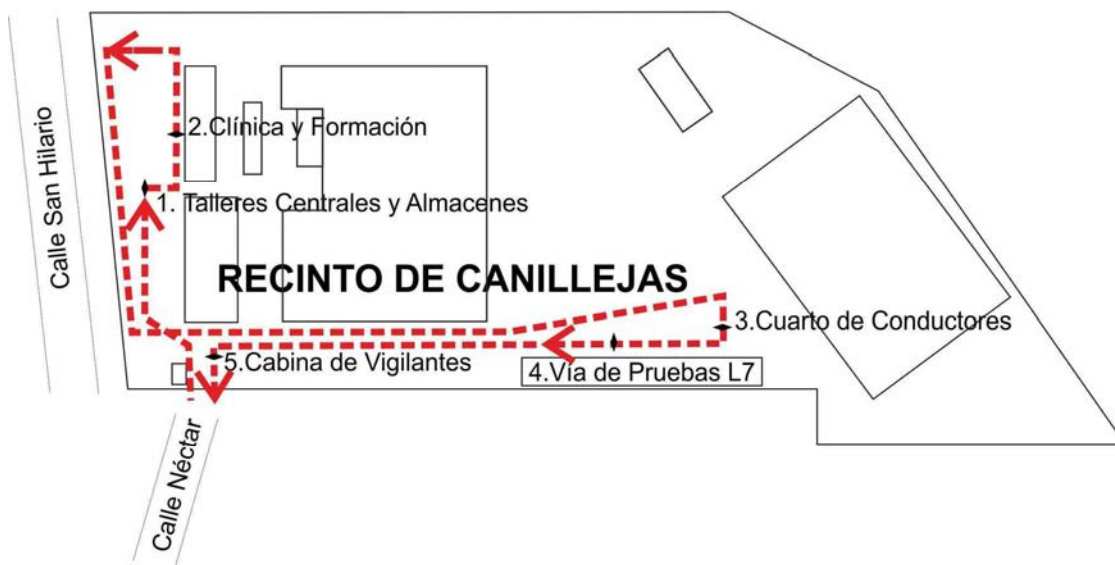 Calle San Hilario
2.Clínica y Formación
1. Talleres Centrales y Almacenes
RECINTO DE CANILLEJAS
3.Cuarto de Conductores
5.Cabina de Vigilantes
4.Vía de Pruebas L7
Calle Néctar